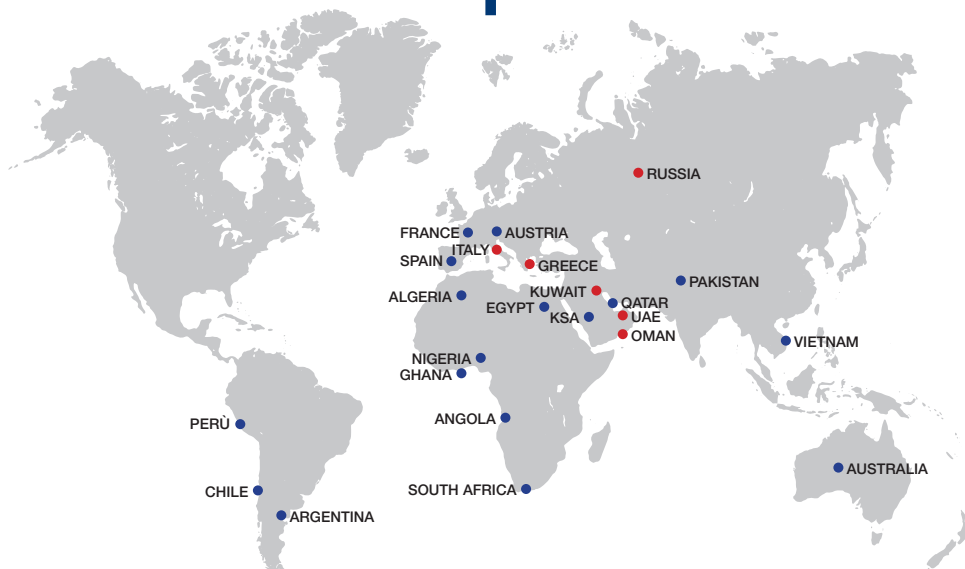 RUSSIA
FRANCE
AUSTRIA
ITALY
SPAIN
GREECE
PAKISTAN
ALGERIA
KUWAIT
EGYPT
QATAR
KSA
UAE
OMAN
VIETNAM
NIGERIA
GHANA
PERÙ
ANGOLA
AUSTRALIA
CHILE
SOUTH AFRICA
ARGENTINA